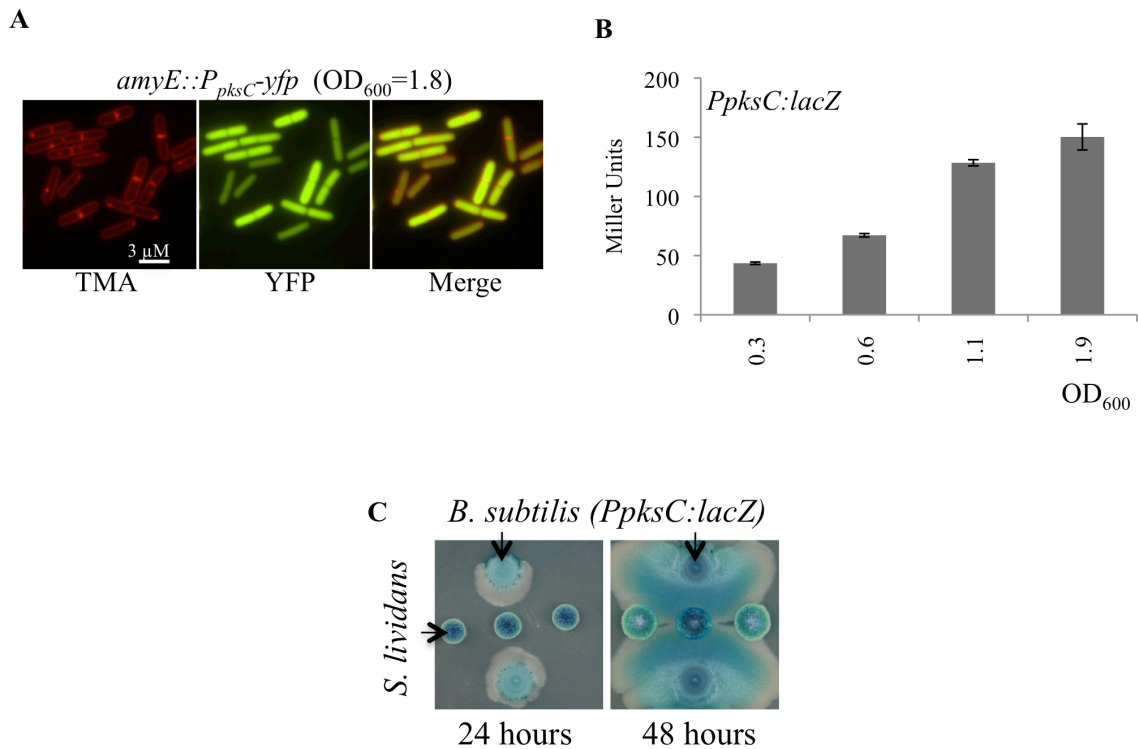 A
amyE::PpksC-yfp (OD600=1.8)
3 µM
TMA
YFP
Merge
B
PpksC:lacZ
Miller Units
200
150
100
50
0
0.3
0.6
1.1
1.9
OD600
C
B. subtilis (PpksC:lacZ)
S. lividans
24 hours
48 hours